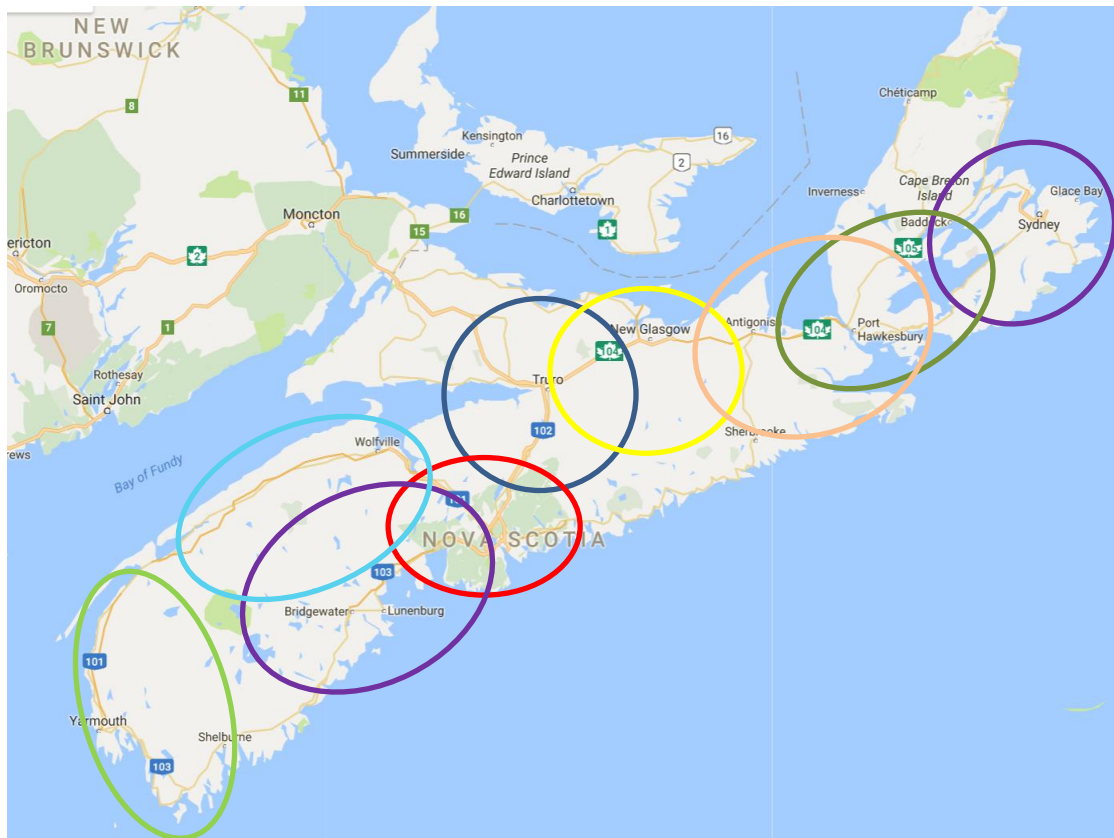 NEW
BRUNSWICK
11
8
Chéticamp
Kensington
16
Summerside
Prince
Edward Island
2
Charlottetown
Inverness
Cape Breton
Island
Glace Bay
Moncton
16
15
1
Baddeck
Sydney
ericton
2
105
Oromocto
7
1
New Glasgow
Antigonis
104
Port
Hawkesbury
104
Rothesay
Truro
Saint John
102
Sherbrooke
Wolfville
rews
Bay of Fundy
101
NOVA SCOTIA
103
Bridgewater
Lunenburg
101
Yarmouth
Shelburne
103